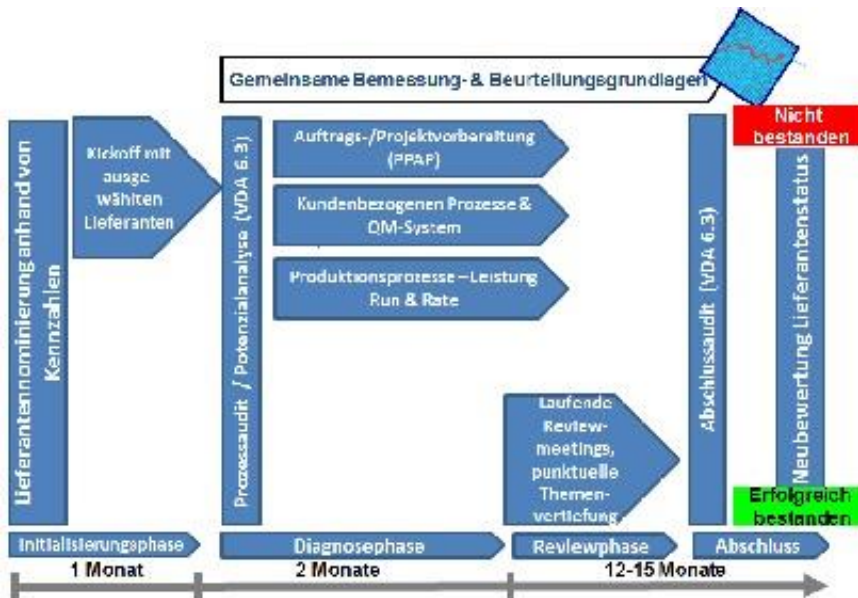 Gemeinsame Bemessung- & Beurteilungsgrundlagen
Lieferantennominierung anhand von
Kennzahlen
Kickoff mit
ausge
wählten
Lieferanten
Prozessaudit / Potenzialanalyse (VDA 6.3)
Auftrags-/Projektvorbereitung
(PPAP)
Kundenbezogenen Prozesse &
QM-System
Produktionsprozesse – Leistung
Run & Rate
Laufende
Review-
meetings,
punktuelle
Themen-
vertiefung
Abschlussaudit (VDA 6.3)
Nicht
bestanden
Neubewertung Lieferantenstatus
Erfolgreich
bestanden
Initialisierungsphase
Diagnosephase
Reviewphase
Abschluss
1 Monat
2 Monate
12-15 Monate